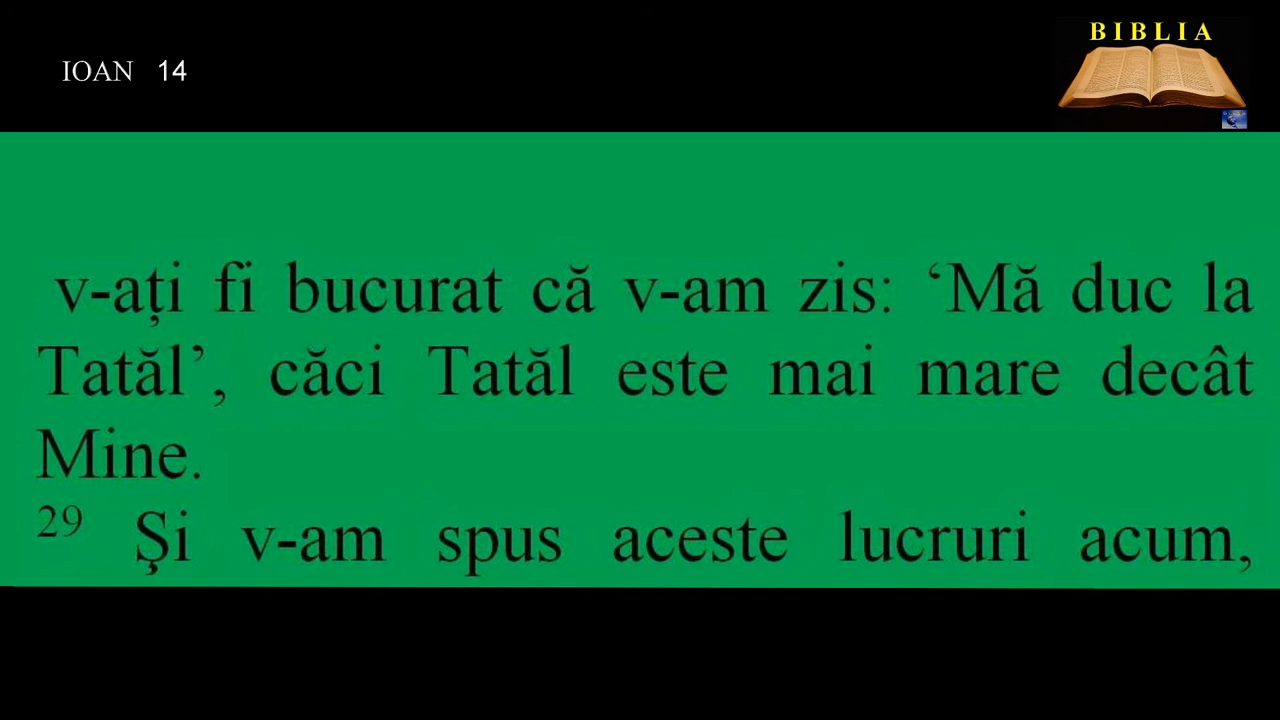 IOAN 14
BIBLIA
v-ați fi bucurat că v-am zis: ‘Mă duc la
Tatăl’, căci Tatăl este mai mare decât
Mine.
29 Şi v-am spus aceste lucruri acum,